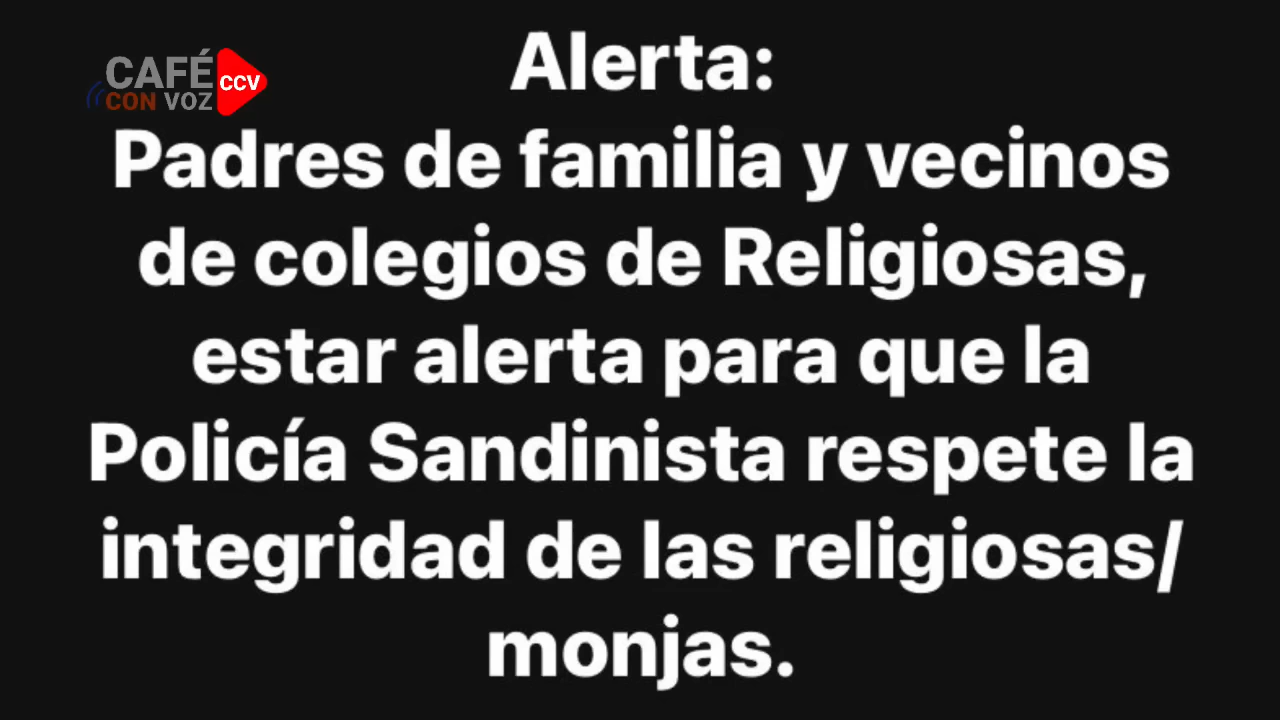 CAFÉ
CON VOZ
CCV
Alerta:
Padres de familia y vecinos
de colegios de Religiosas,
estar alerta para que la
Policía Sandinista respete la
integridad de las religiosas/
monjas.